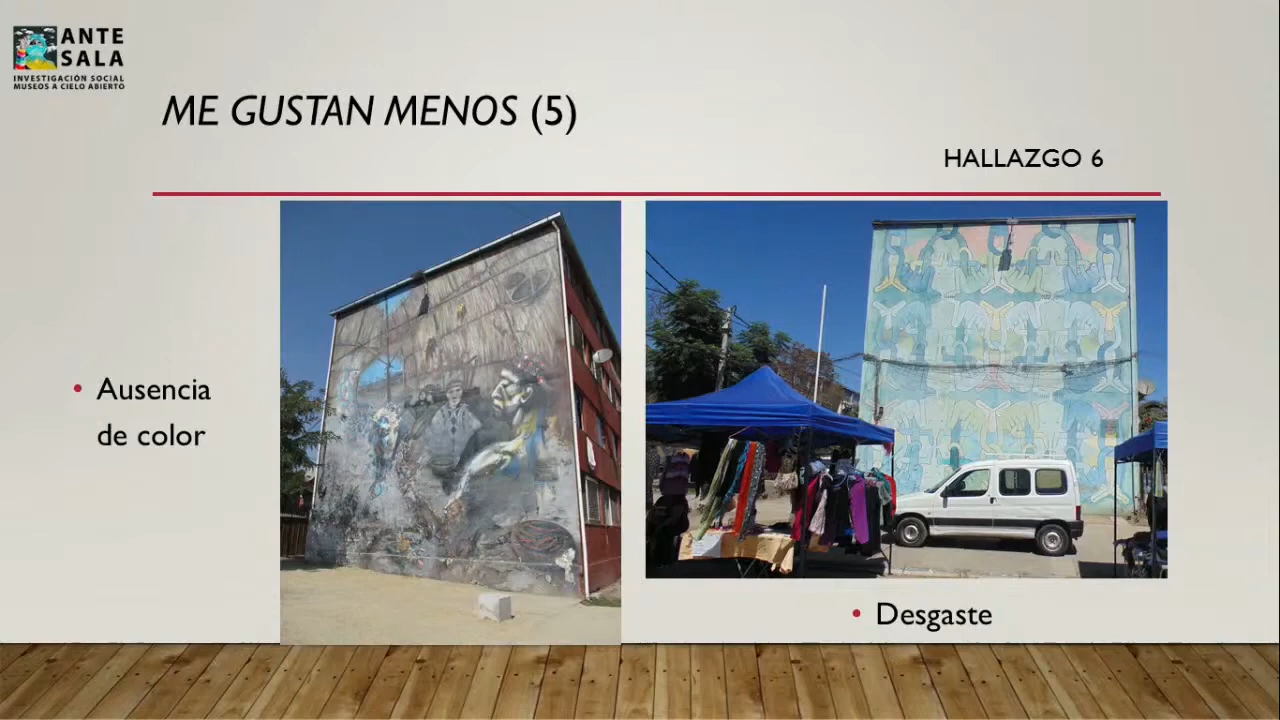 ANTE
SALA
INVESTIGACIÓN SOCIAL
MUSEOS A CIELO ABIERTO
ME GUSTAN MENOS (5)
HALLAZGO 6
• Ausencia
de color
• Desgaste